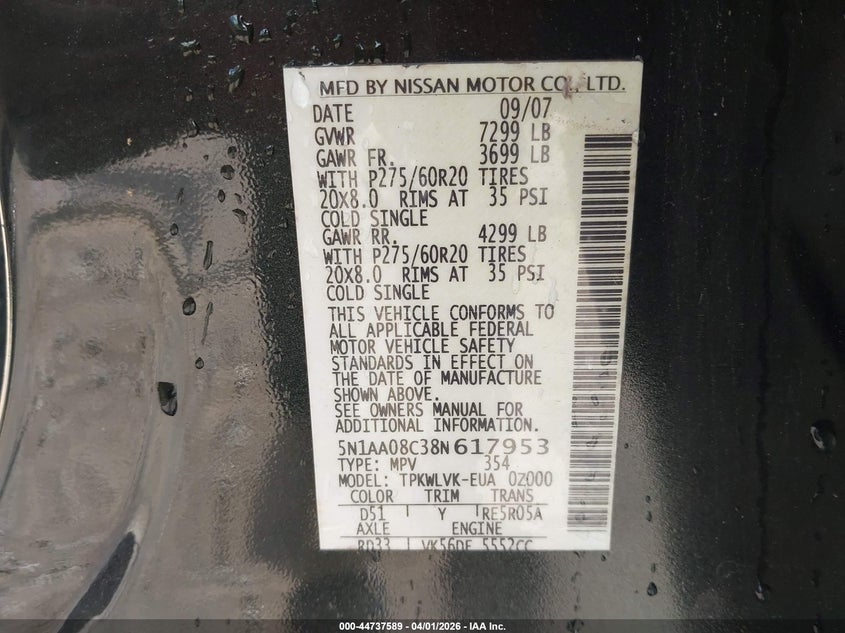 MFD BY NISSAN MOTOR CO., LTD.
DATE 09/07
GVWR 7299 LB
GAWR FR. 3699 LB
WITH P275/60R20 TIRES
20X8.0 RIMS AT 35 PSI
COLD SINGLE
GAWR RR. 4299 LB
WITH P275/60R20 TIRES
20X8.0 RIMS AT 35 PSI
COLD SINGLE
THIS VEHICLE CONFORMS TO
ALL APPLICABLE FEDERAL
MOTOR VEHICLE SAFETY
STANDARDS IN EFFECT ON
THE DATE OF MANUFACTURE
SHOWN ABOVE.
SEE OWNERS MANUAL FOR
ADDITIONAL INFORMATION.
5N1AA08C38N617953
TYPE: MPV 354
MODEL: TPKWLVK-EUA 0Z000
COLOR TRIM TRANS
D51 Y RE5R05A
AXLE ENGINE
RD33 VK56DE 5552CC
000-44737589 - 04/01/2026 - IAA Inc.